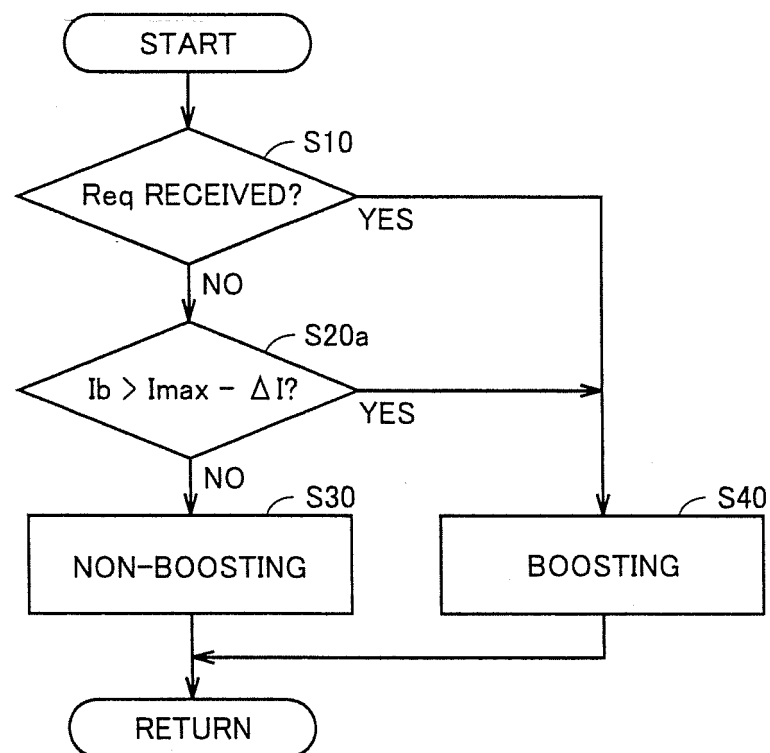 START
S10
Req RECEIVED?
YES
NO
S20a
Ib > Imax - ΔI?
YES
NO
S30
S40
NON-BOOSTING
BOOSTING
RETURN